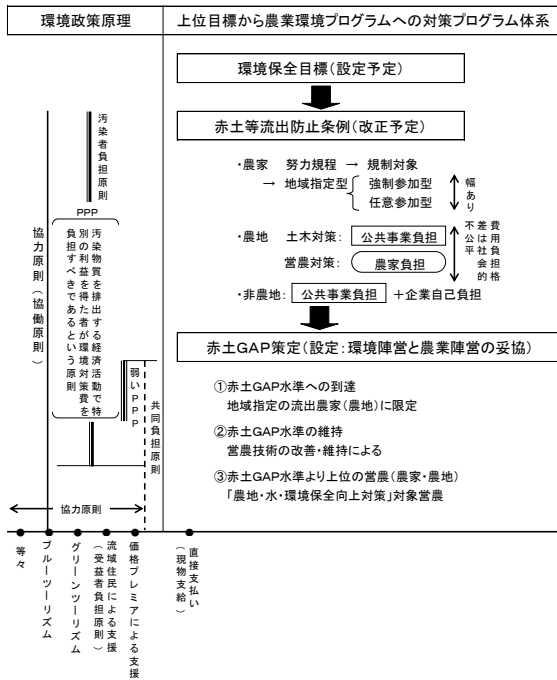 環境政策原理
上位目標から農業環境プログラムへの対策プログラム体系
環境保全目標(設定予定)
赤土等流出防止条例(改正予定)
・農家 努力規程 → 規制対象
→ 地域指定型
強制参加型
任意参加型
幅あり
・農地 土木対策: 公共事業負担
営農対策: 農家負担
費用負担格
差は社会的
不公平
・非農地: 公共事業負担 +企業自己負担
赤土GAP策定(設定:環境陣営と農業陣営の妥協)
①赤土GAP水準への到達
地域指定の流出農家(農地)に限定
②赤土GAP水準の維持
営農技術の改善・維持による
③赤土GAP水準より上位の営農(農家・農地)
「農地・水・環境保全向上対策」対象営農
汚染者負担原則
PPP
汚染物質を排出する経済活動で特
別の利益を得た者が環境対策費を
負担すべきであるという原則
協力原則(協働原則)
弱いPPP
共同負担原則
協力原則
等々
ブルーツーリズム
グリーンツーリズム
流域住民による支援
(受益者負担原則)
価格プレミアによる支援
直接支払い
(現物支給)